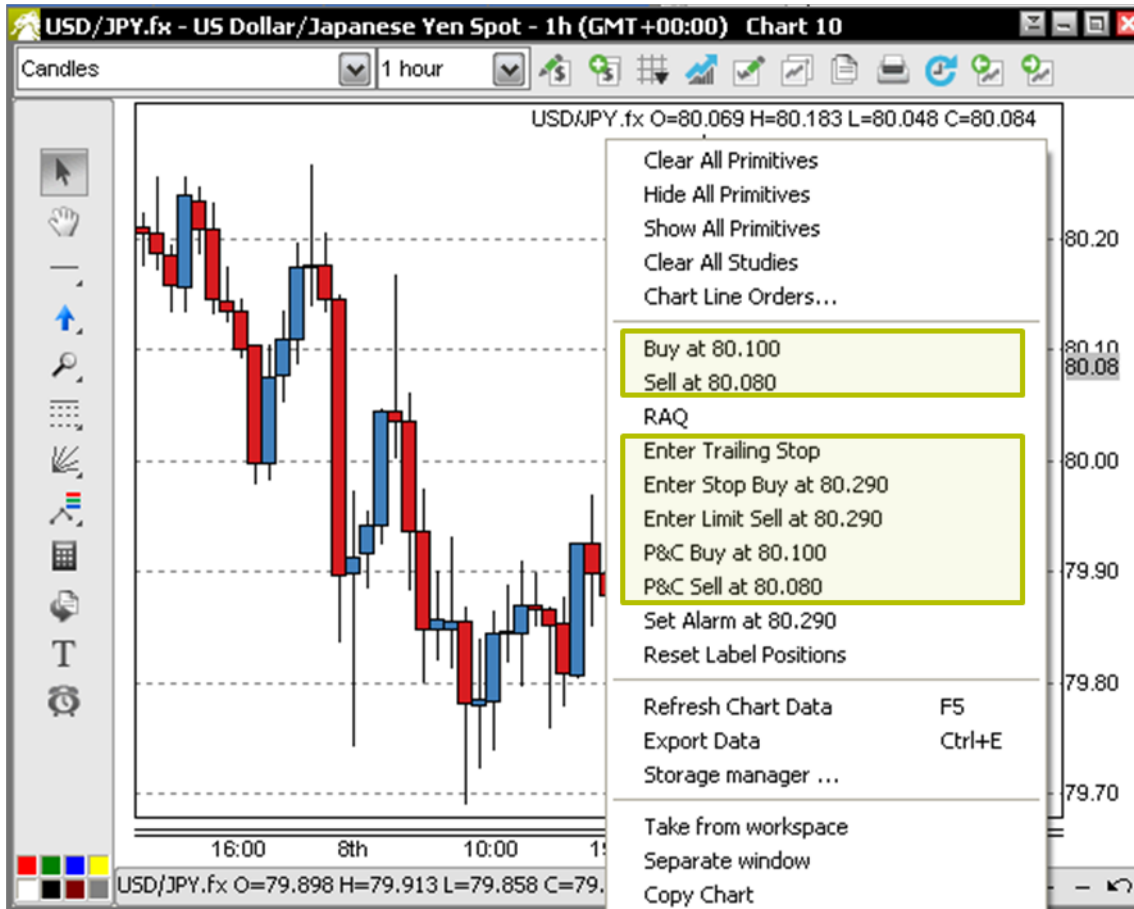 USD/JPY.fx - US Dollar/Japanese Yen Spot - 1h (GMT+00:00) Chart 10
Candles
1 hour
USD/JPY.fx O=80.069 H=80.183 L=80.048 C=80.084
Clear All Primitives
Hide All Primitives
Show All Primitives
Clear All Studies
Chart Line Orders...
Buy at 80.100
Sell at 80.080
RAQ
Enter Trailing Stop
Enter Stop Buy at 80.290
Enter Limit Sell at 80.290
P&C Buy at 80.100
P&C Sell at 80.080
Set Alarm at 80.290
Reset Label Positions
Refresh Chart Data F5
Export Data Ctrl+E
Storage manager ...
Take from workspace
Separate window
Copy Chart
80.20
80.10
80.08
80.00
79.90
79.80
79.70
T
16:00 8th 10:00
USD/JPY.fx O=79.898 H=79.913 L=79.858 C=79.